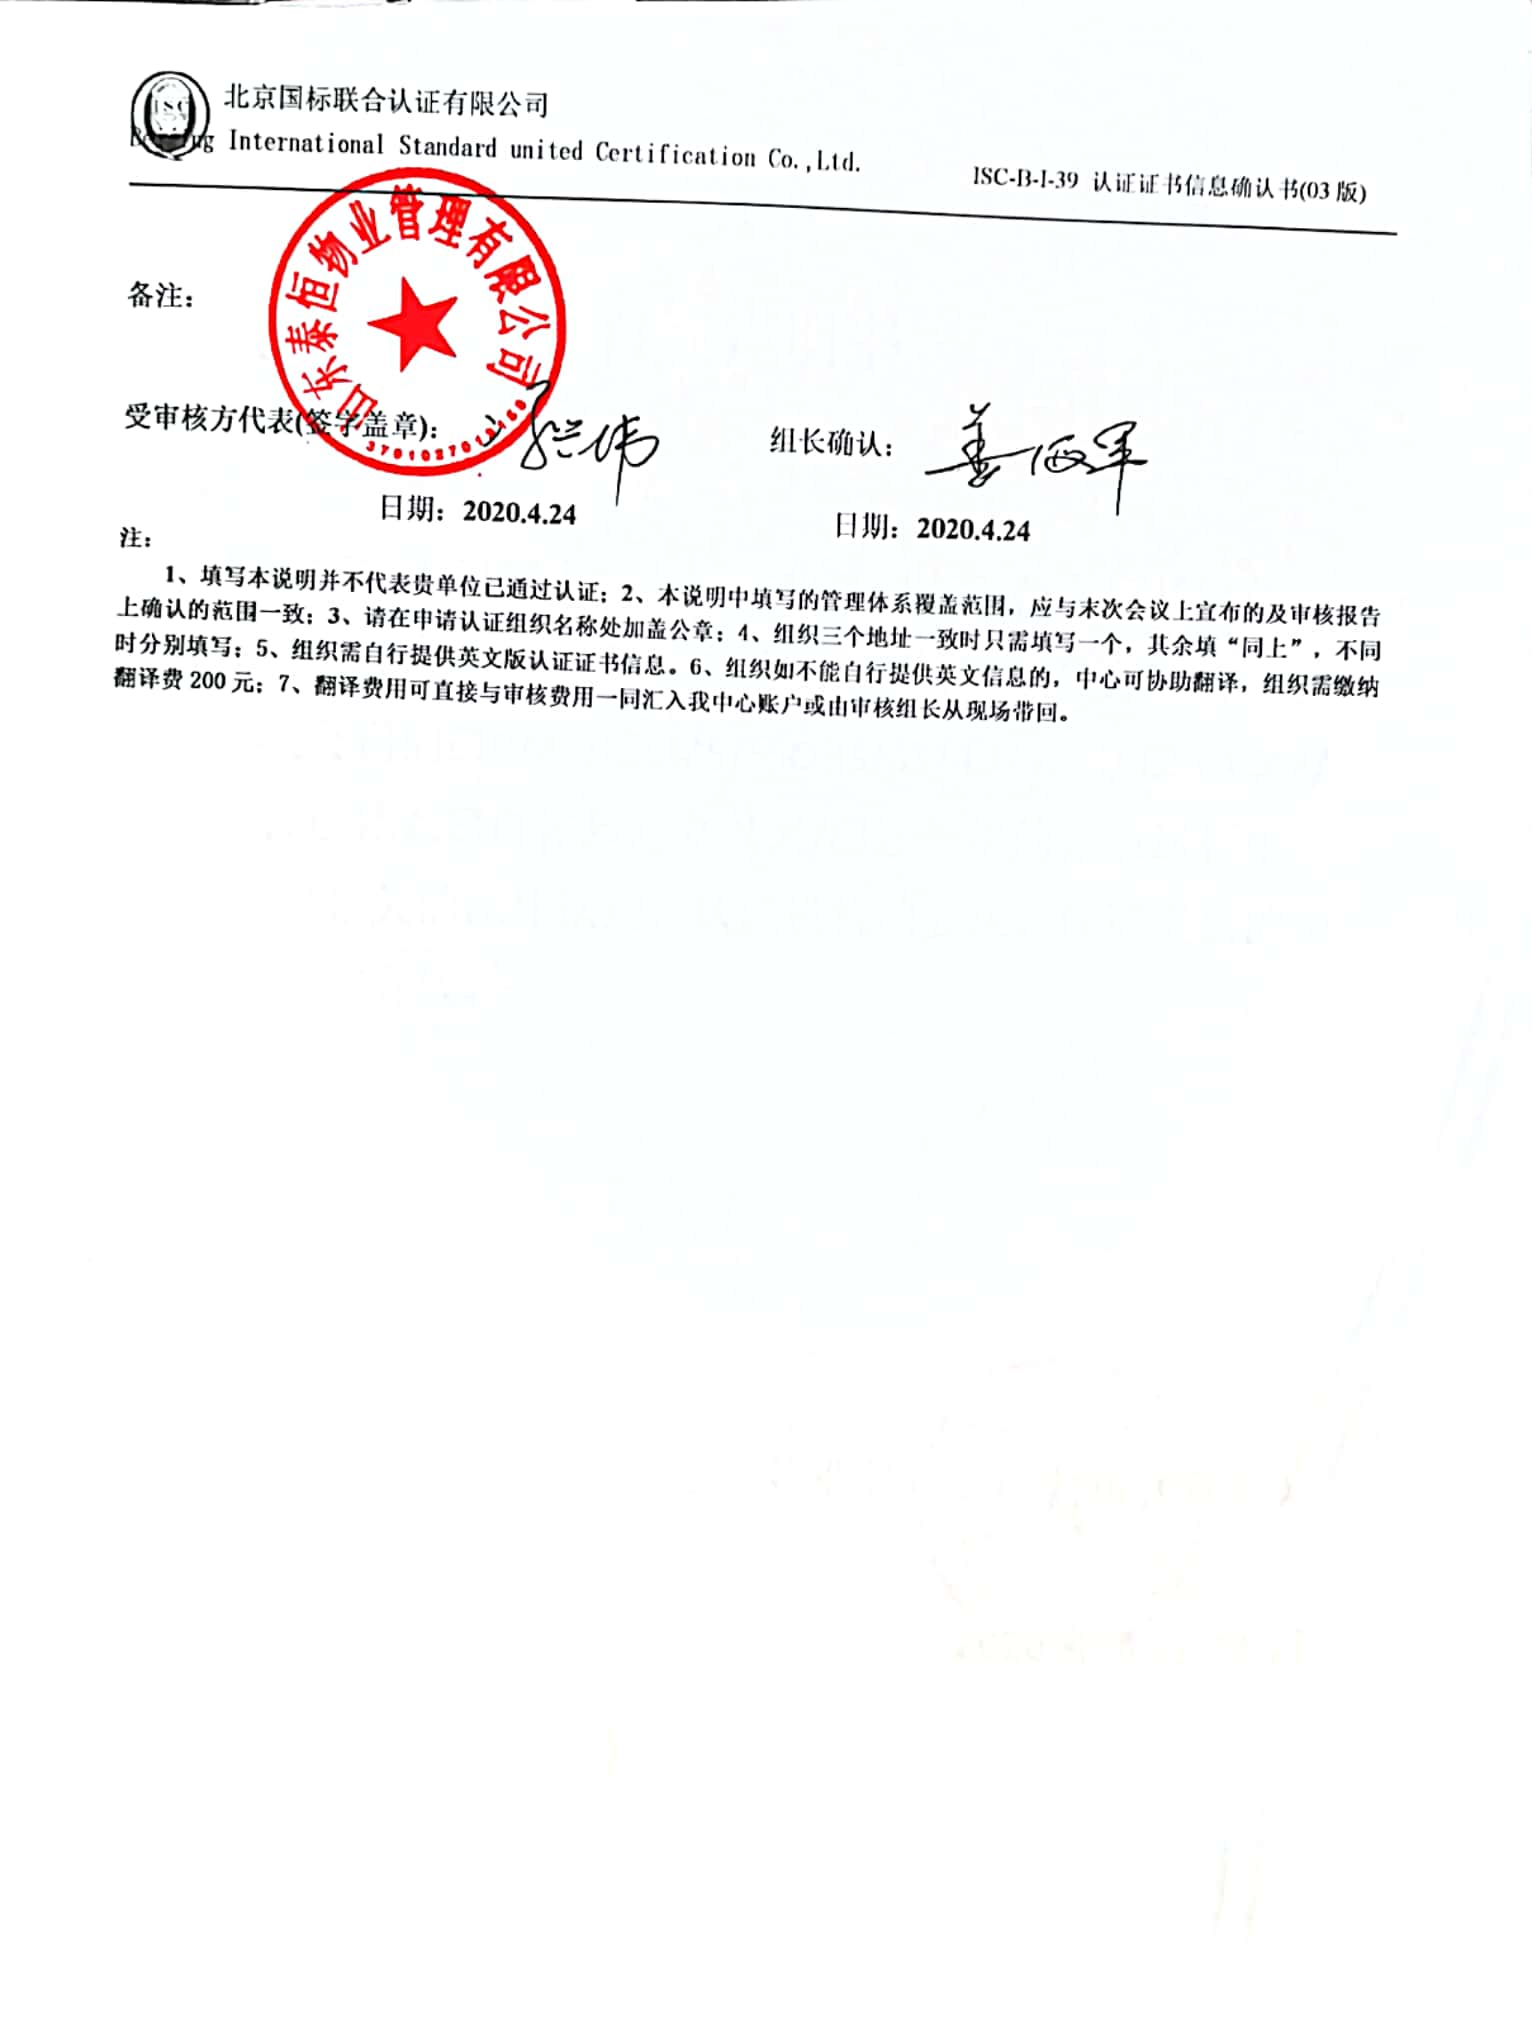 北京国标联合认证有限公司
Beijing International Standard united Certification Co.,Ltd.
ISC-B-I-39 认证证书信息确认书(03 版)
山东泰恒物业管理有限公司
备注：
受审核方代表(签字盖章)：
组长确认：
日期：2020.4.24
日期：2020.4.24
注：
1、填写本说明并不代表贵单位已通过认证；2、本说明中填写的管理体系覆盖范围，应与末次会议上宣布的及审核报告
上确认的范围一致；3、请在申请认证组织名称处加盖公章；4、组织三个地址一致时只需填写一个，其余填“同上”，不同
时分别填写；5、组织需自行提供英文版认证证书信息。6、组织如不能自行提供英文信息的，中心可协助翻译，组织需缴纳
翻译费 200 元；7、翻译费用可直接与审核费用一同汇入我中心账户或由审核组长从现场带回。